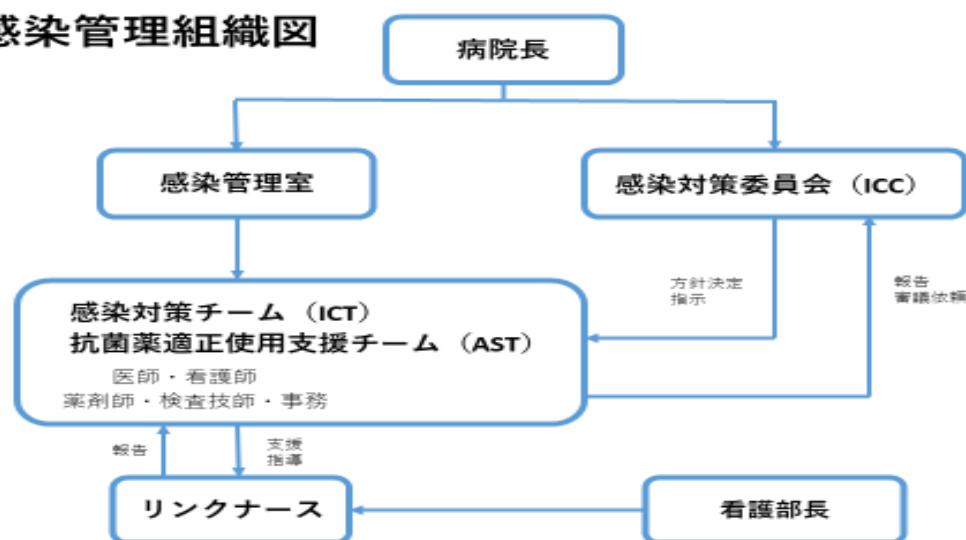 感染管理組織図
病院長
感染管理室
感染対策委員会（ICC）
方針決定
指示
報告
審議依頼
感染対策チーム（ICT）
抗菌薬適正使用支援チーム（AST）
医師・看護師
薬剤師・検査技師・事務
報告
支援
指導
リンクナース
看護部長